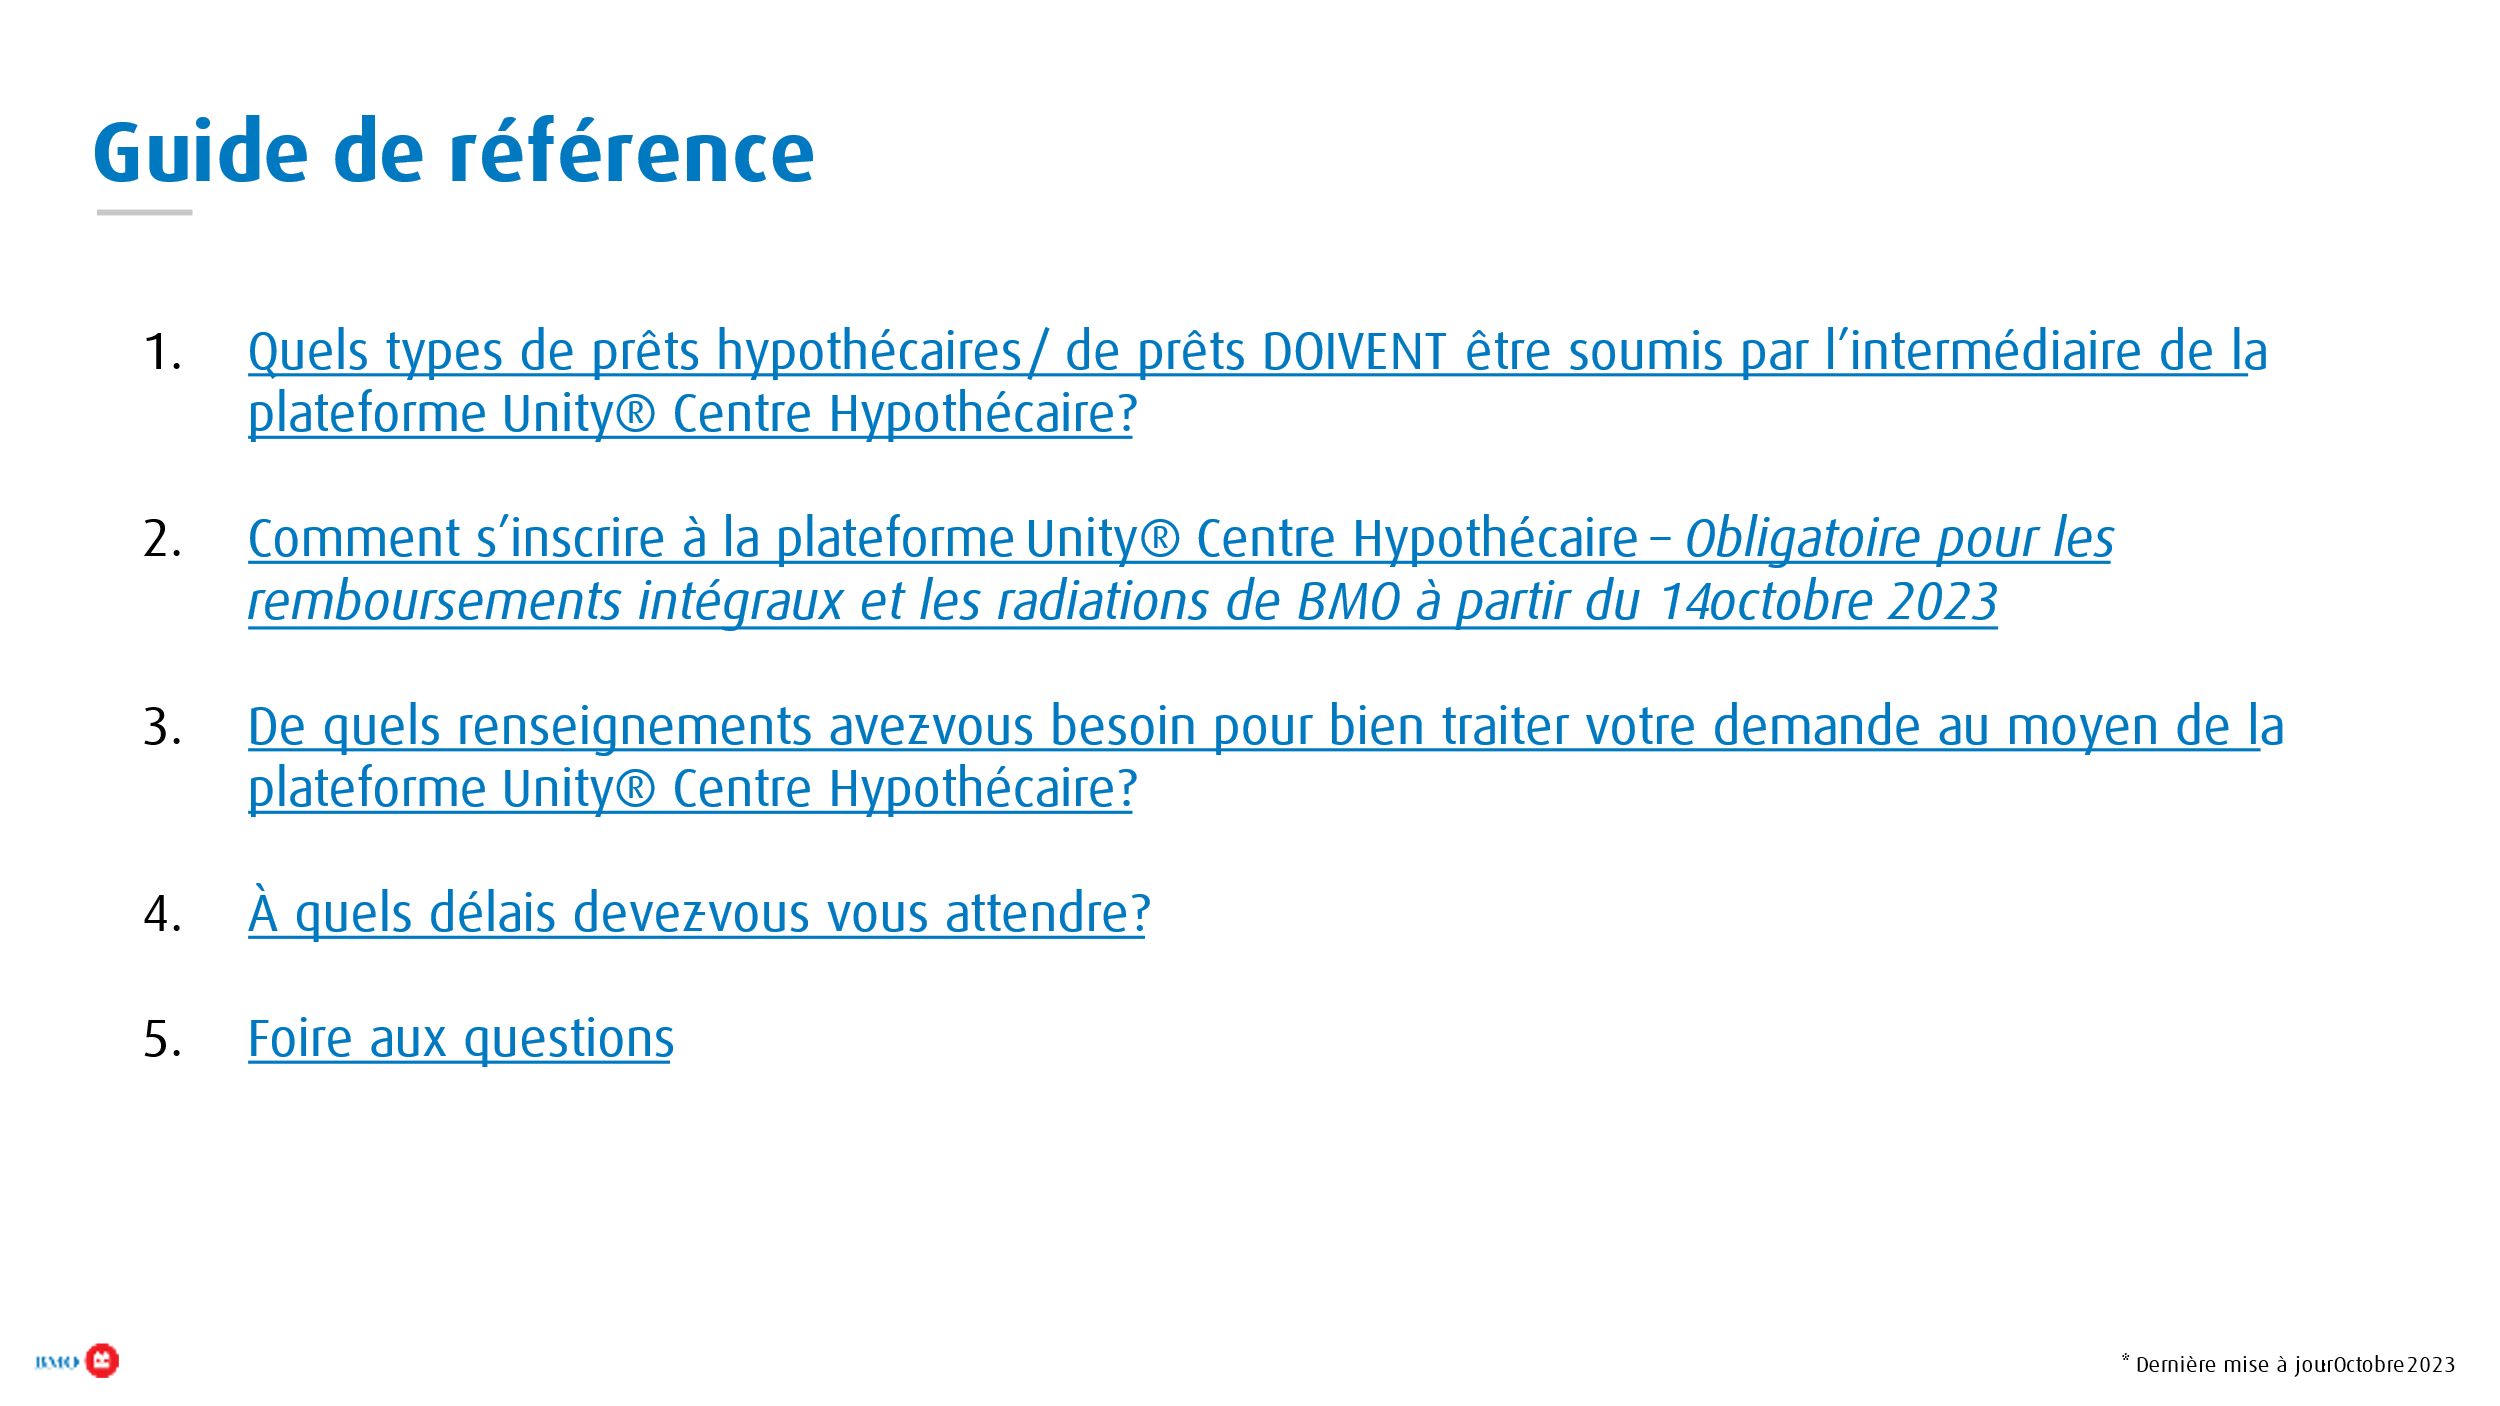 Guide de référence
1. Quels types de prêts hypothécaires/ de prêts DOIVENT être soumis par l’intermédiaire de la
plateforme Unity® Centre Hypothécaire?
2. Comment s’inscrire à la plateforme Unity® Centre Hypothécaire – Obligatoire pour les
remboursements intégraux et les radiations de BMO à partir du 14octobre 2023
3. De quels renseignements avezvous besoin pour bien traiter votre demande au moyen de la
plateforme Unity® Centre Hypothécaire?
4. À quels délais devez-vous vous attendre?
5. Foire aux questions
BMO
* Dernière mise à jour:Octobre 2023